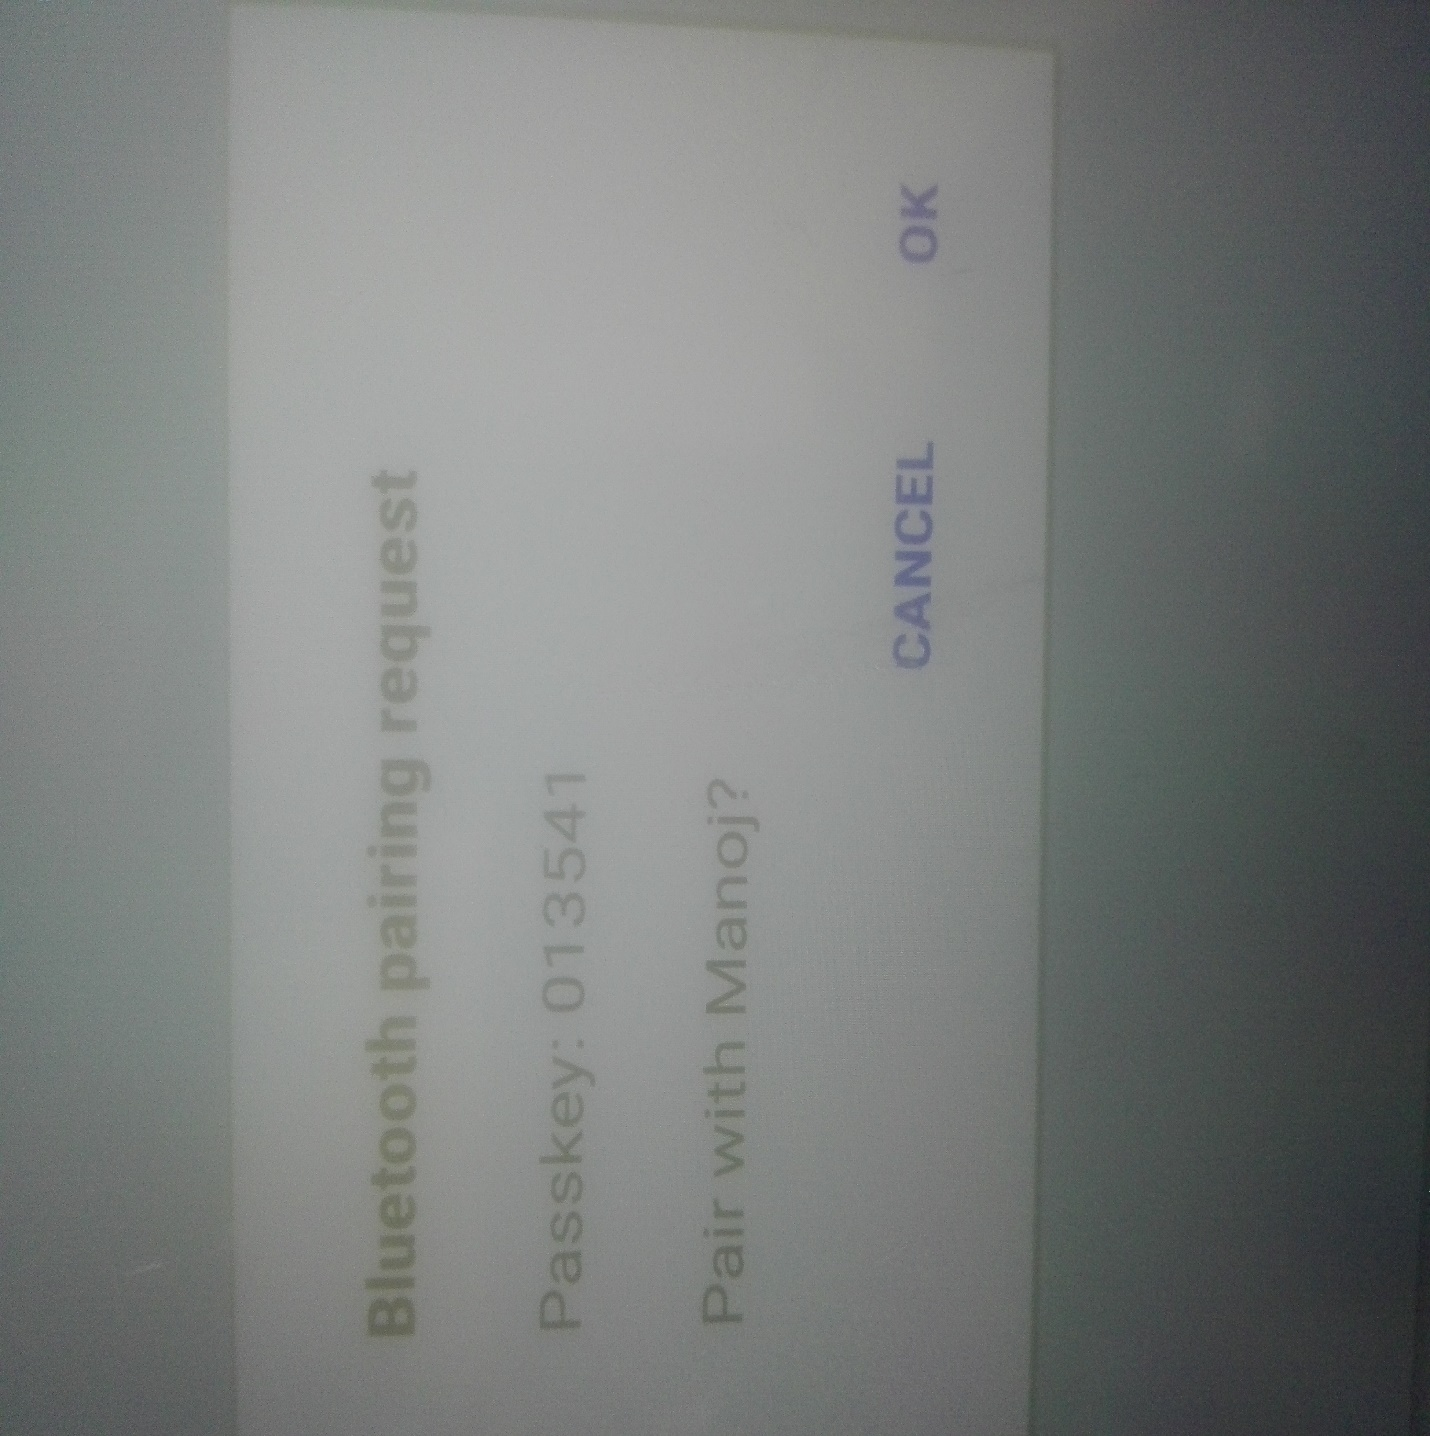 Bluetooth pairing request
Passkey: 013541
Pair with Manoj?
CANCEL OK